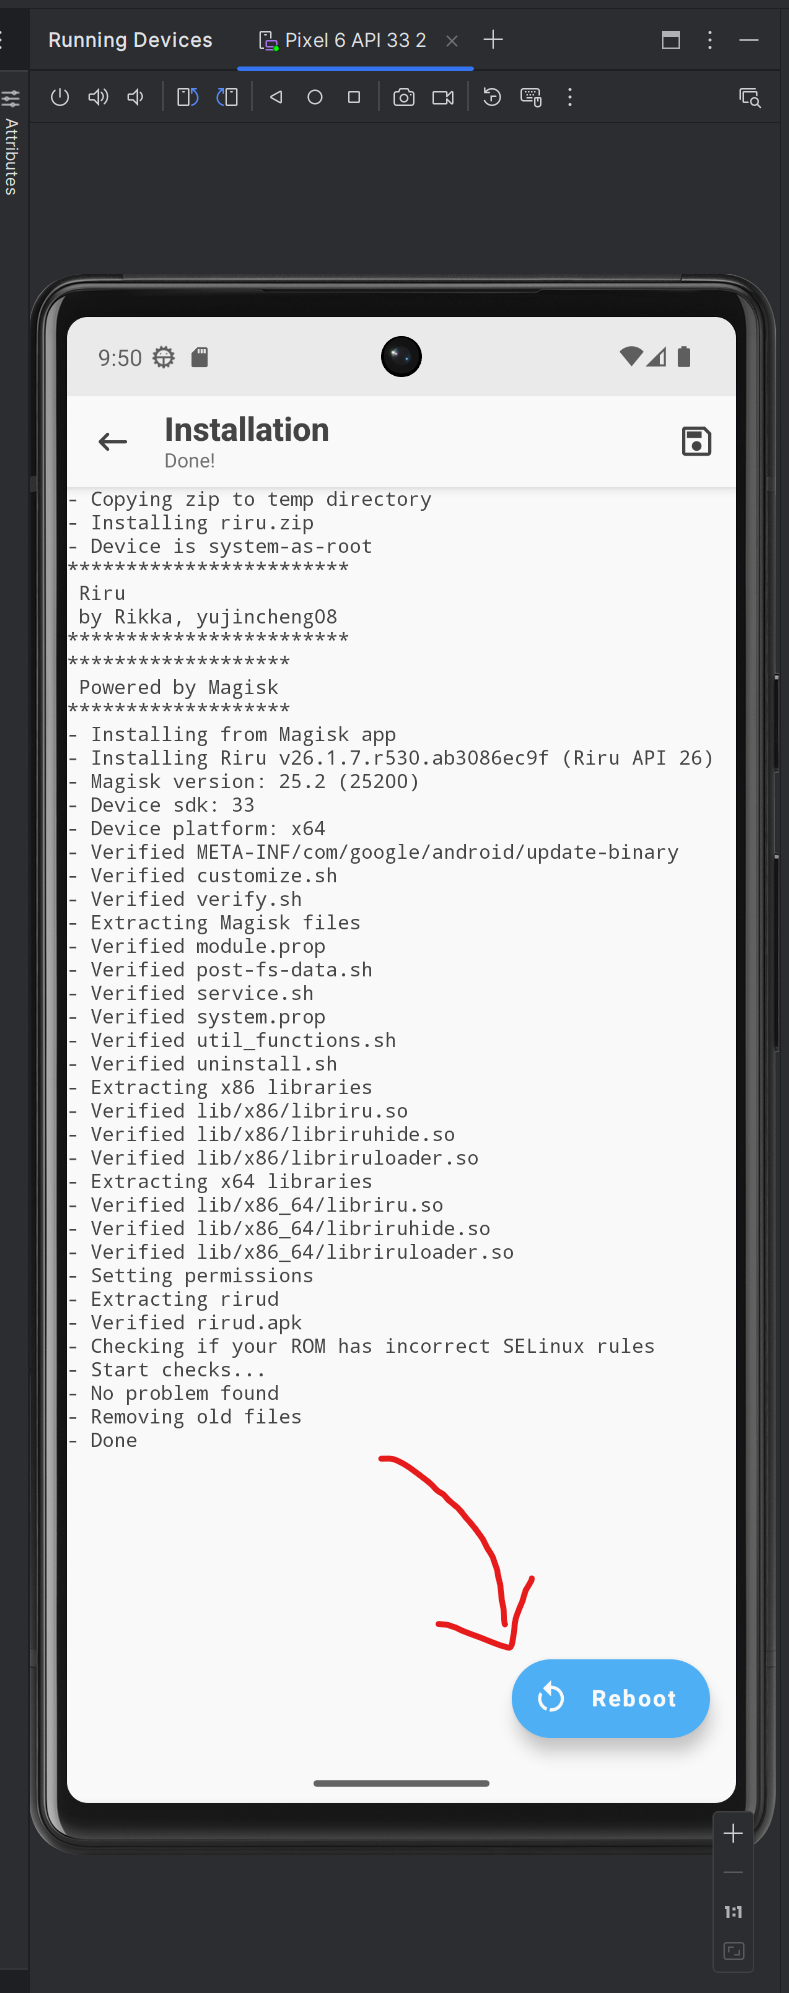 Running Devices
Pixel 6 API 33 2
Attributes
9:50
Installation
Done!
- Copying zip to temp directory
- Installing riru.zip
- Device is system-as-root
************************
Riru
by Rikka, yujincheng08
************************
*******************
Powered by Magisk
*******************
- Installing from Magisk app
- Installing Riru v26.1.7.r530.ab3086ec9f (Riru API 26)
- Magisk version: 25.2 (25200)
- Device sdk: 33
- Device platform: x64
- Verified META-INF/com/google/android/update-binary
- Verified customize.sh
- Verified verify.sh
- Extracting Magisk files
- Verified module.prop
- Verified post-fs-data.sh
- Verified service.sh
- Verified system.prop
- Verified util_functions.sh
- Verified uninstall.sh
- Extracting x86 libraries
- Verified lib/x86/libriru.so
- Verified lib/x86/libriruhide.so
- Verified lib/x86/libriruloader.so
- Extracting x64 libraries
- Verified lib/x86_64/libriru.so
- Verified lib/x86_64/libriruhide.so
- Verified lib/x86_64/libriruloader.so
- Setting permissions
- Extracting rirud
- Verified rirud.apk
- Checking if your ROM has incorrect SELinux rules
- Start checks...
- No problem found
- Removing old files
- Done
Reboot
1:1